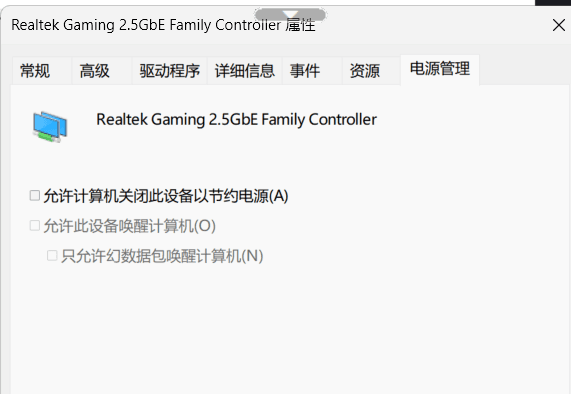 Realtek Gaming 2.5GbE Family Controller 属性
常规 高级 驱动程序 详细信息 事件 资源 电源管理
Realtek Gaming 2.5GbE Family Controller
允许计算机关闭此设备以节约电源(A)
允许此设备唤醒计算机(O)
只允许幻数据包唤醒计算机(N)